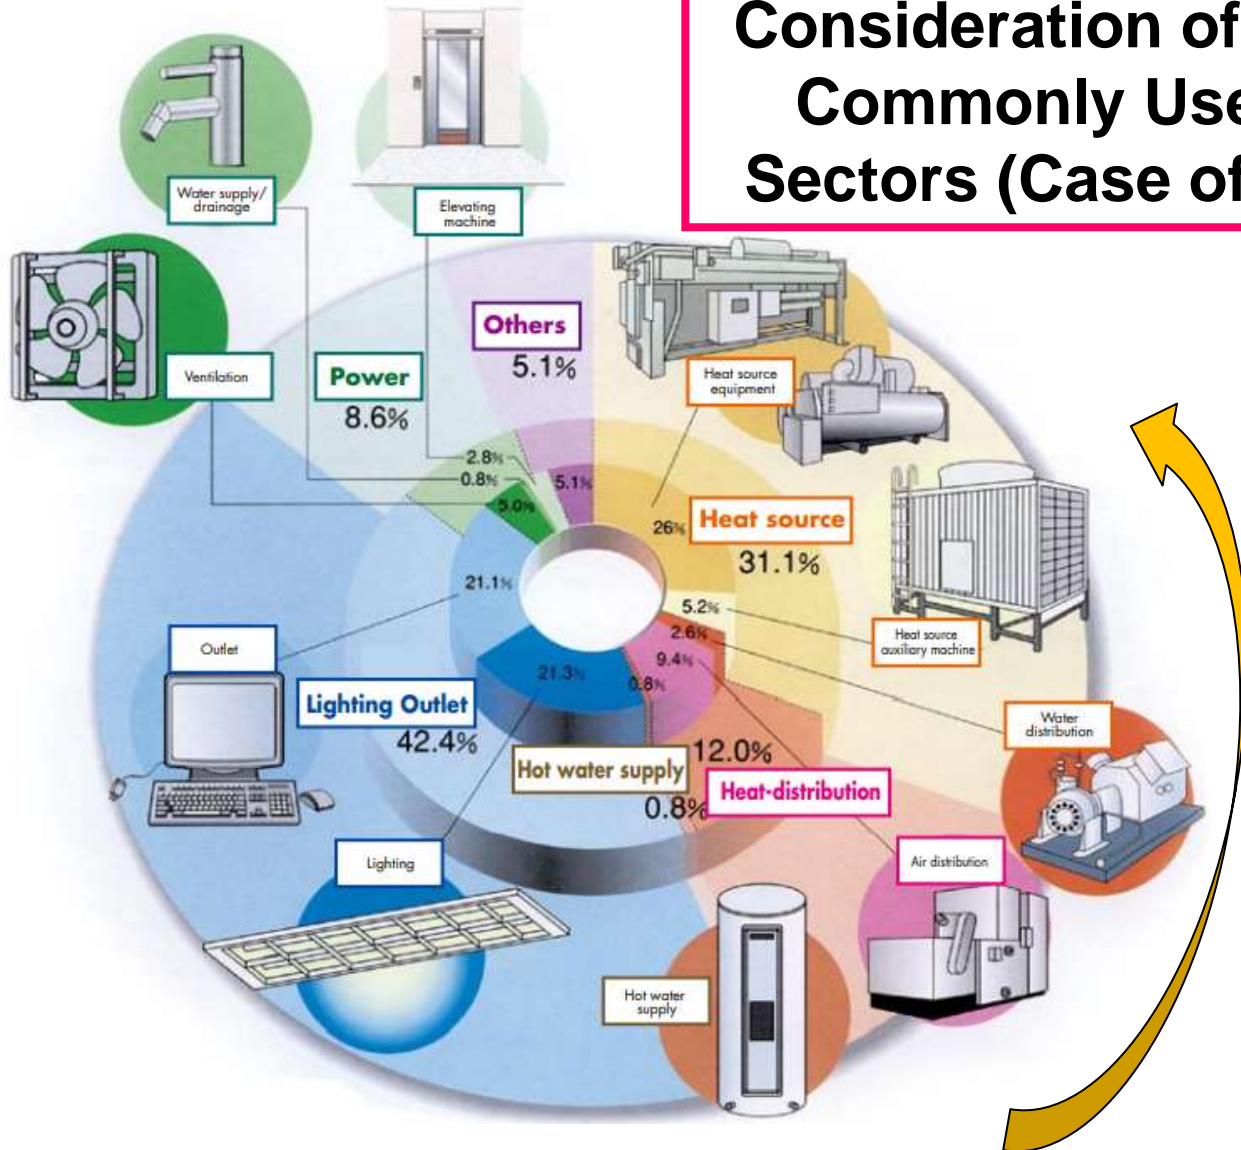 Consideration of
Commonly Use
Sectors (Case of
Water supply/
drainage
Elevating
machine
Ventilation
Power
8.6%
Others
5.1%
Heat source
equipment
2.8%
0.8%
5.0%
5.1%
26%
Heat source
31.1%
21.1%
5.2%
2.6%
9.4%
0.8%
21.3%
Heat source
auxiliary machine
Outlet
Lighting Outlet
42.4%
Water
distribution
Hot water supply
0.8%
12.0%
Heat-distribution
Lighting
Air distribution
Hot water
supply